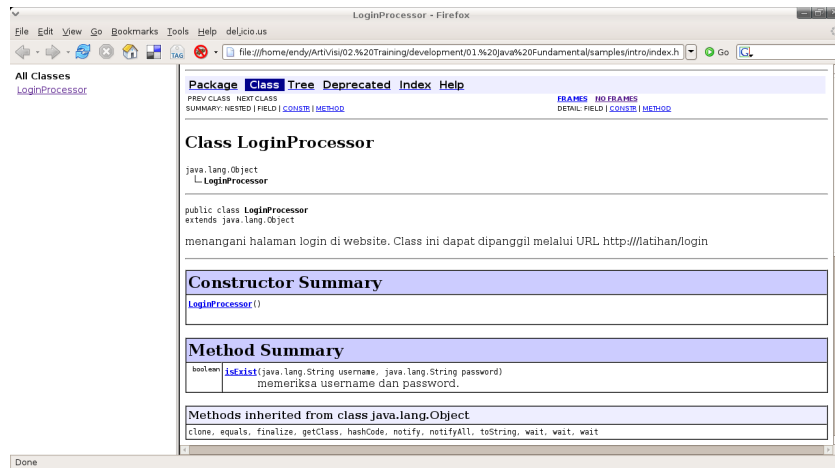 LoginProcessor - Firefox
File Edit View Go Bookmarks Tools Help del.icio.us
TAG file:///home/endy/ArtiVisi/02.%20Training/development/01.%20Java%20Fundamental/samples/intro/index.h Go G
All Classes
LoginProcessor
Package Class Tree Deprecated Index Help
PREV CLASS NEXT CLASS
SUMMARY: NESTED | FIELD | CONSTR | METHOD
FRAMES NO FRAMES
DETAIL: FIELD | CONSTR | METHOD
Class LoginProcessor
java.lang.Object
LoginProcessor
public class LoginProcessor
extends java.lang.Object
menangani halaman login di website. Class ini dapat dipanggil melalui URL http:///latihan/login
Constructor Summary
LoginProcessor()
Method Summary
boolean isExist(java.lang.String username, java.lang.String password)
memeriksa username dan password.
Methods inherited from class java.lang.Object
clone, equals, finalize, getClass, hashCode, notify, notifyAll, toString, wait, wait, wait
Done